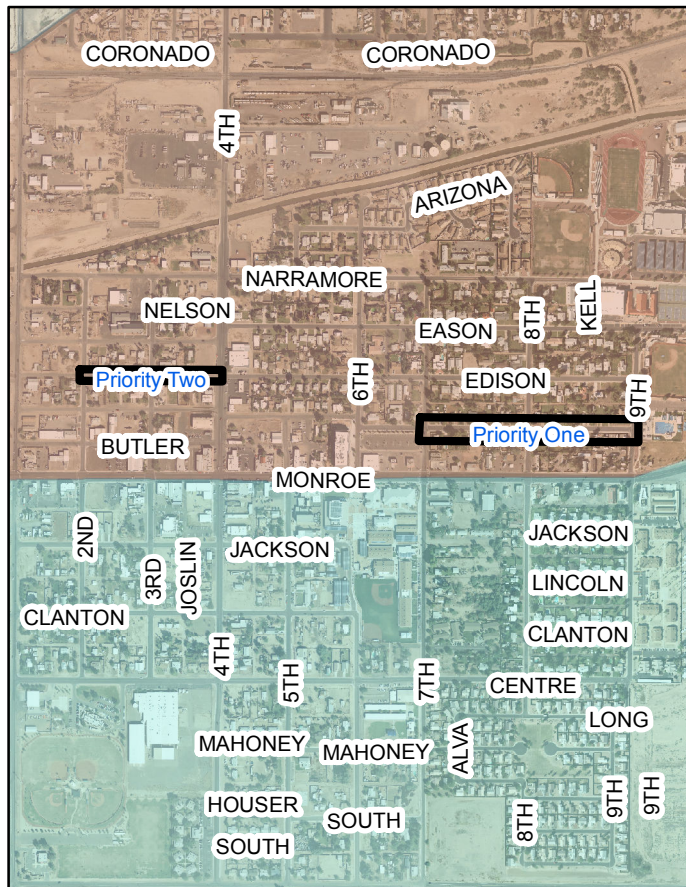 CORONADO
CORONADO
4TH
ARIZONA
NARRAMORE
KELL
NELSON
8TH
EASON
Priority Two
6TH
EDISON
9TH
Priority One
BUTLER
MONROE
2ND
JACKSON
JACKSON
3RD
JOSLIN
LINCOLN
CLANTON
CLANTON
4TH
5TH
7TH
CENTRE
LONG
MAHONEY
MAHONEY
ALVA
HOUSER
SOUTH
8TH
9TH
9TH
SOUTH